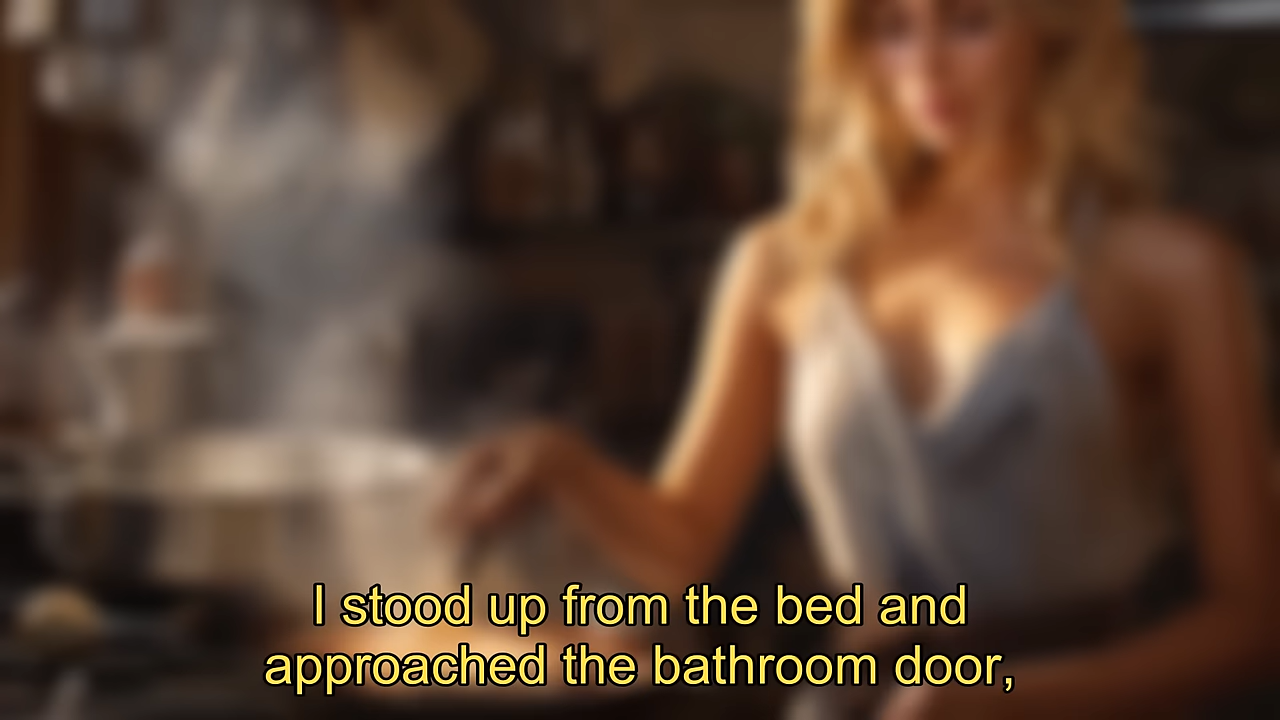 I stood up from the bed and
approached the bathroom door,